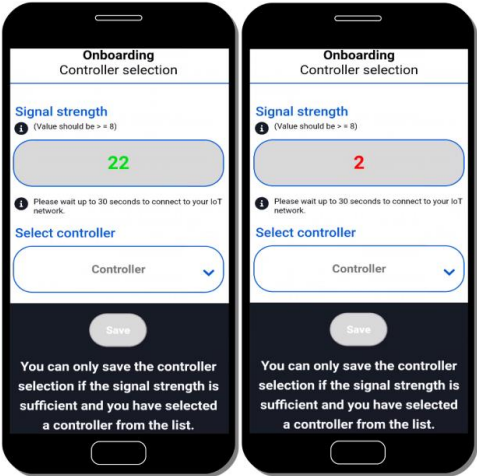 Onboarding
Controller selection
Signal strength
i (Value should be > = 8)
22
i Please wait up to 30 seconds to connect to your IoT
network.
Select controller
Controller
Save
You can only save the controller
selection if the signal strength is
sufficient and you have selected
a controller from the list.
Onboarding
Controller selection
Signal strength
i (Value should be > = 8)
2
i Please wait up to 30 seconds to connect to your IoT
network.
Select controller
Controller
Save
You can only save the controller
selection if the signal strength is
sufficient and you have selected
a controller from the list.